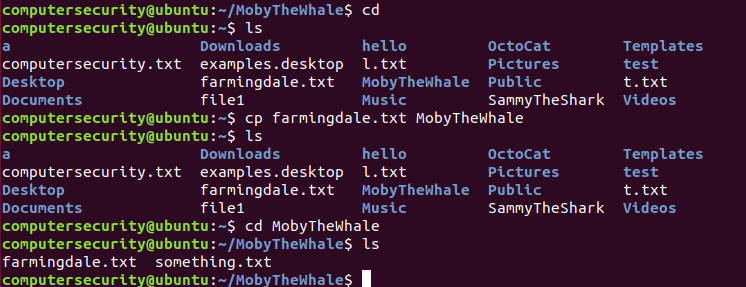 computersecurity@ubuntu:~/MobyTheWhale$ cd
computersecurity@ubuntu:~$ ls
a                     Downloads         hello         OctoCat        Templates
computersecurity.txt  examples.desktop  l.txt         Pictures       test
Desktop               farmingdale.txt   MobyTheWhale  Public         t.txt
Documents             file1             Music         SammyTheShark  Videos
computersecurity@ubuntu:~$ cp farmingdale.txt MobyTheWhale
computersecurity@ubuntu:~$ ls
a                     Downloads         hello         OctoCat        Templates
computersecurity.txt  examples.desktop  l.txt         Pictures       test
Desktop               farmingdale.txt   MobyTheWhale  Public         t.txt
Documents             file1             Music         SammyTheShark  Videos
computersecurity@ubuntu:~$ cd MobyTheWhale
computersecurity@ubuntu:~/MobyTheWhale$ ls
farmingdale.txt  something.txt
computersecurity@ubuntu:~/MobyTheWhale$